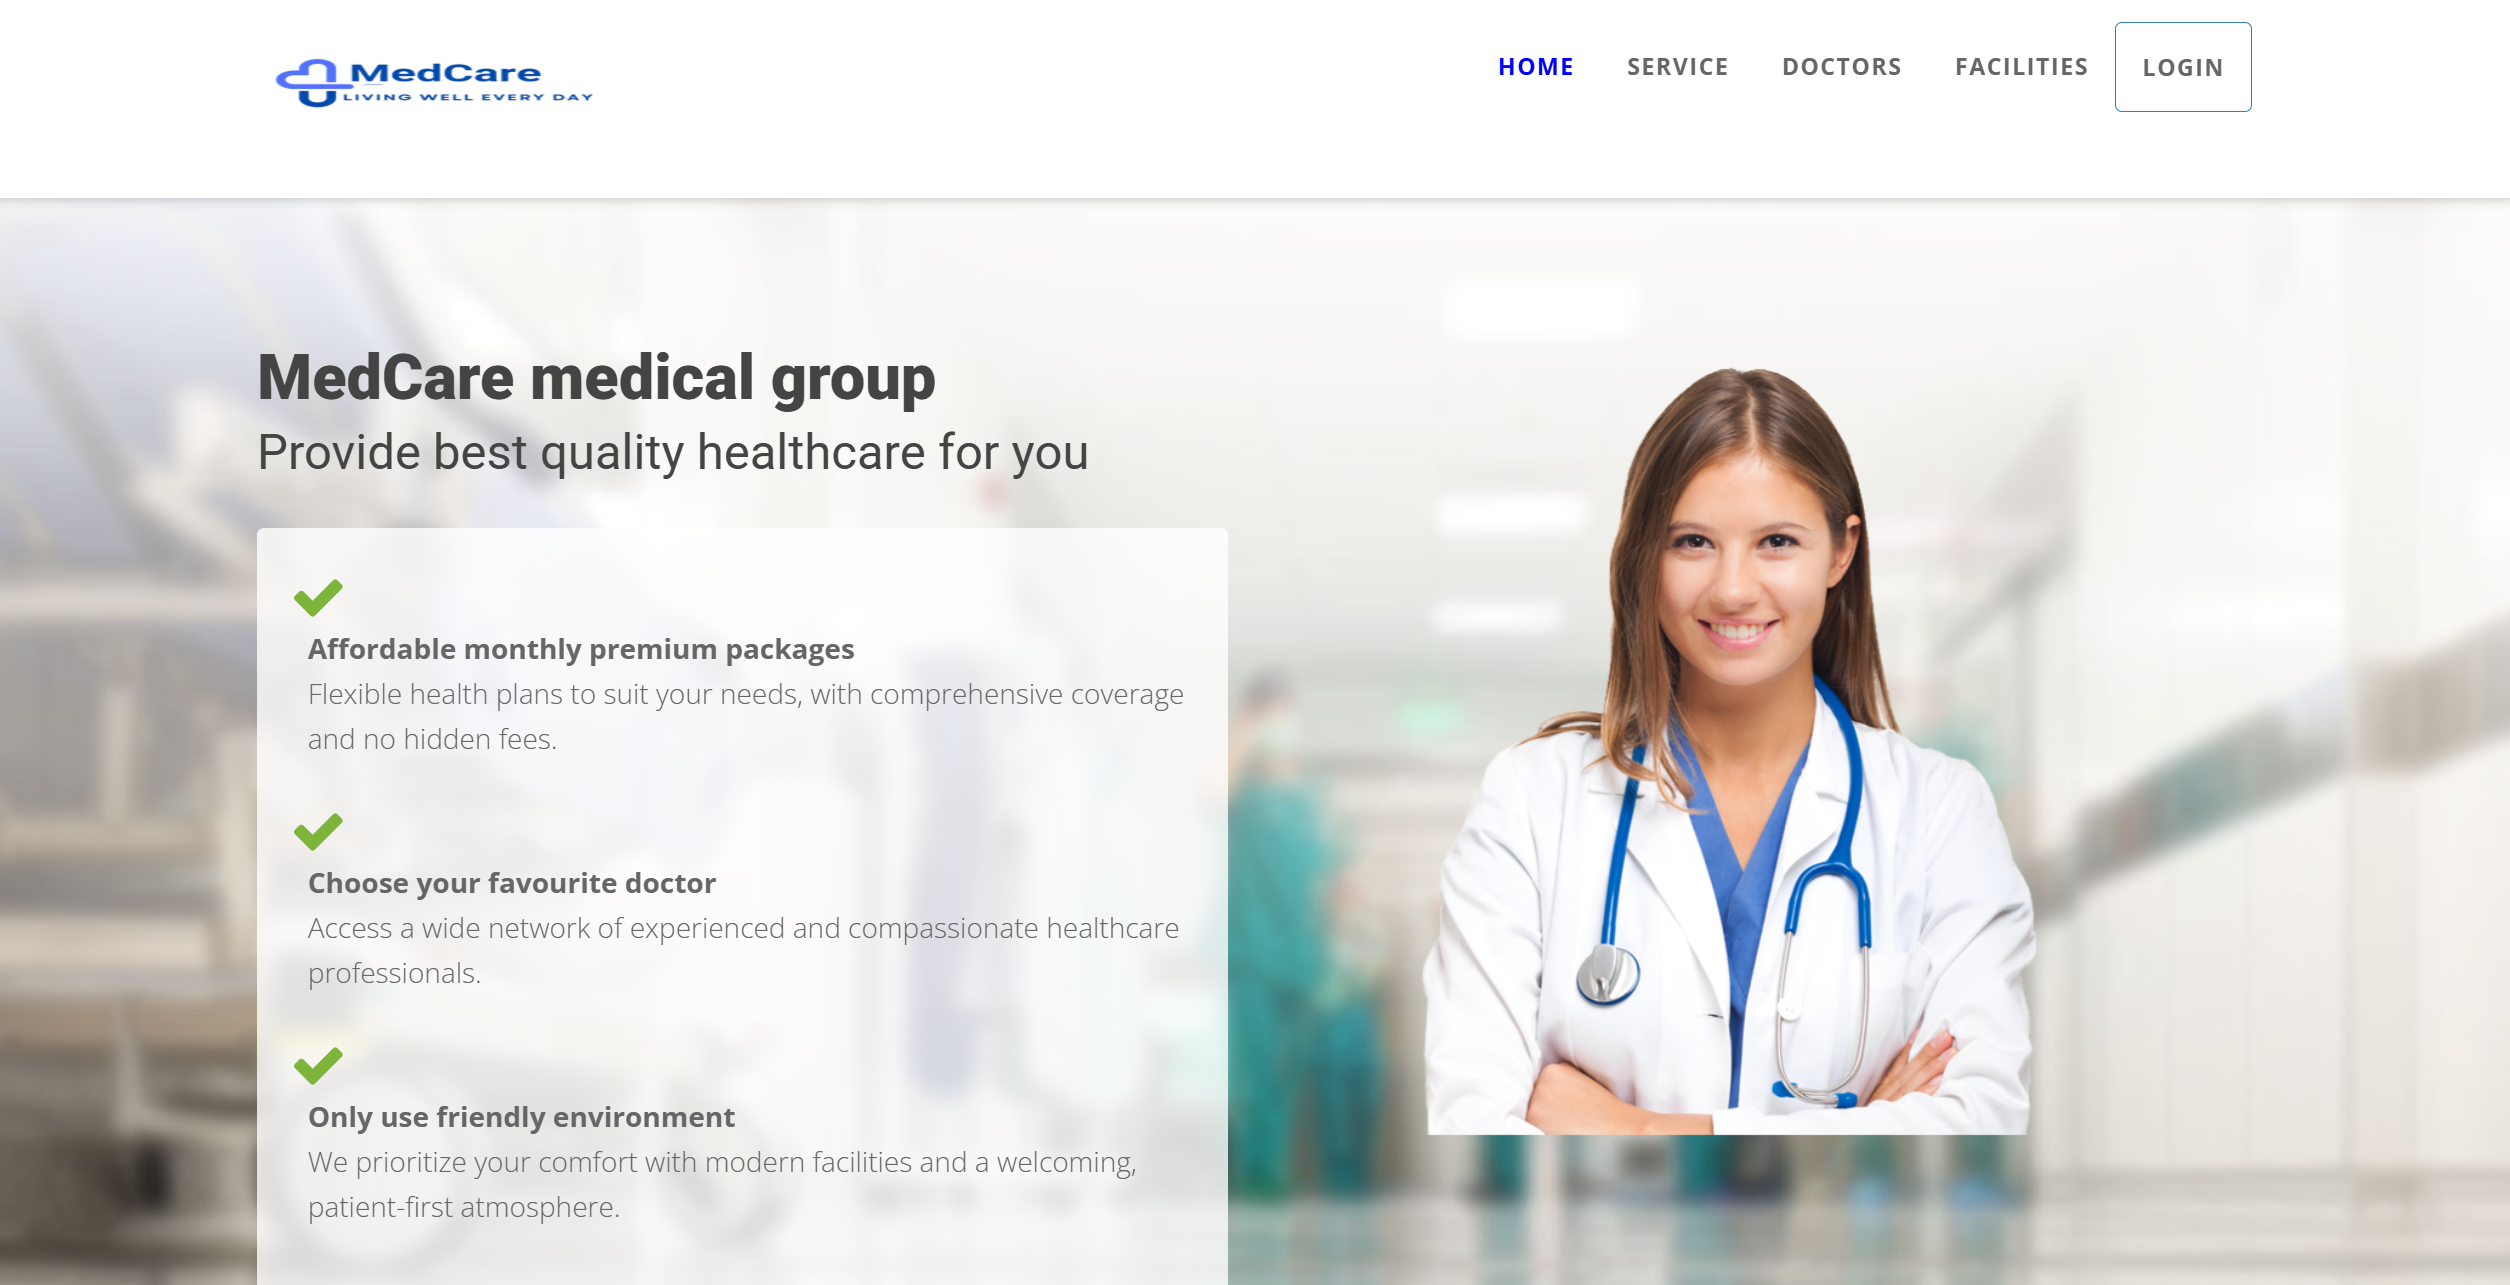 MedCare
LIVING WELL EVERY DAY
HOME SERVICE DOCTORS FACILITIES LOGIN
MedCare medical group
Provide best quality healthcare for you
Affordable monthly premium packages
Flexible health plans to suit your needs, with comprehensive coverage
and no hidden fees.
Choose your favourite doctor
Access a wide network of experienced and compassionate healthcare
professionals.
Only use friendly environment
We prioritize your comfort with modern facilities and a welcoming,
patient-first atmosphere.